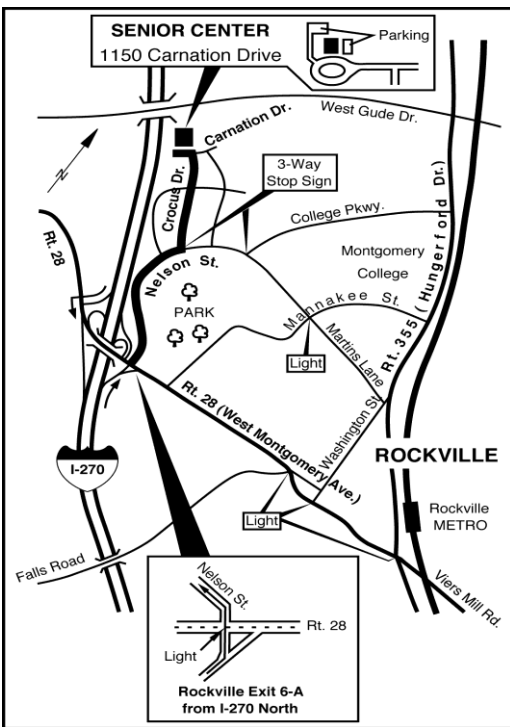 SENIOR CENTER
1150 Carnation Drive
Parking
West Gude Dr.
Carnation Dr.
N
Crocus Dr.
3-Way
Stop Sign
College Pkwy.
Rt. 28
Nelson St.
Montgomery
College
Rt. 355 (Hungerford Dr.)
PARK
Mannakee St.
Martins Lane
Light
Rt. 28 (West Montgomery Ave.)
Washington St.
ROCKVILLE
I-270
Rockville
METRO
Light
Falls Road
Viers Mill Rd.
Nelson St.
Rt. 28
Light
Rockville Exit 6-A
from I-270 North